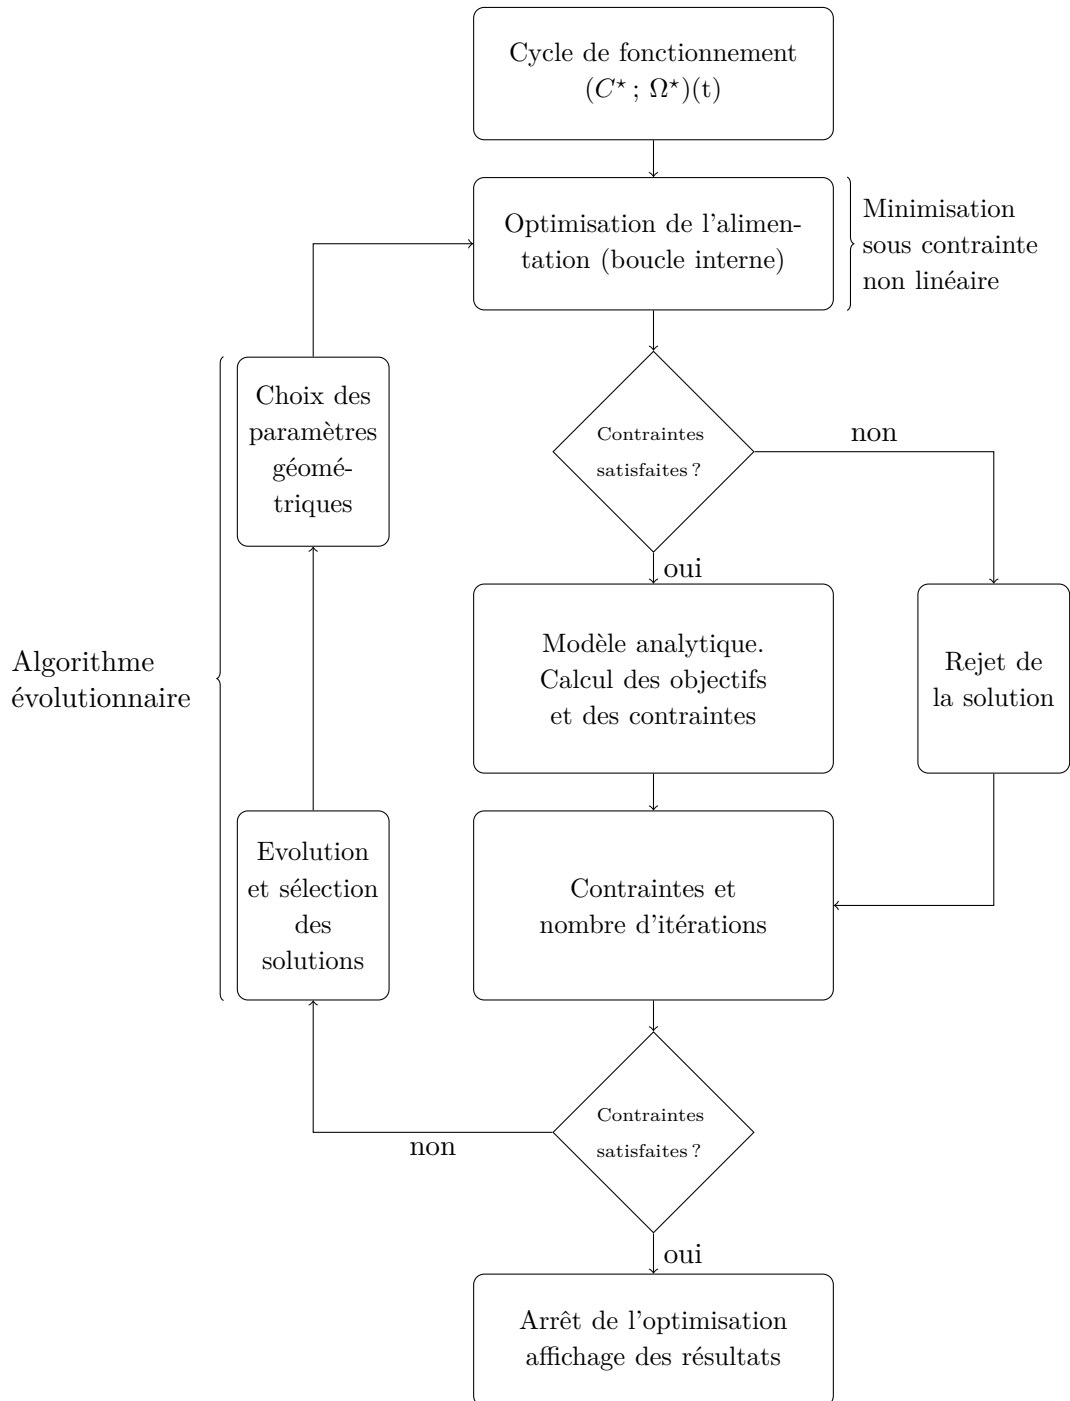 Cycle de fonctionnement
(C⋆ ; Ω⋆)(t)
Optimisation de l'alimen-
tation (boucle interne)
Minimisation
sous contrainte
non linéaire
Choix des
paramètres
géomé-
triques
Contraintes
satisfaites ?
non
oui
Modèle analytique.
Calcul des objectifs
et des contraintes
Rejet de
la solution
Algorithme
évolutionnaire
Evolution
et sélection
des
solutions
Contraintes et
nombre d'itérations
Contraintes
satisfaites ?
non
oui
Arrêt de l'optimisation
affichage des résultats